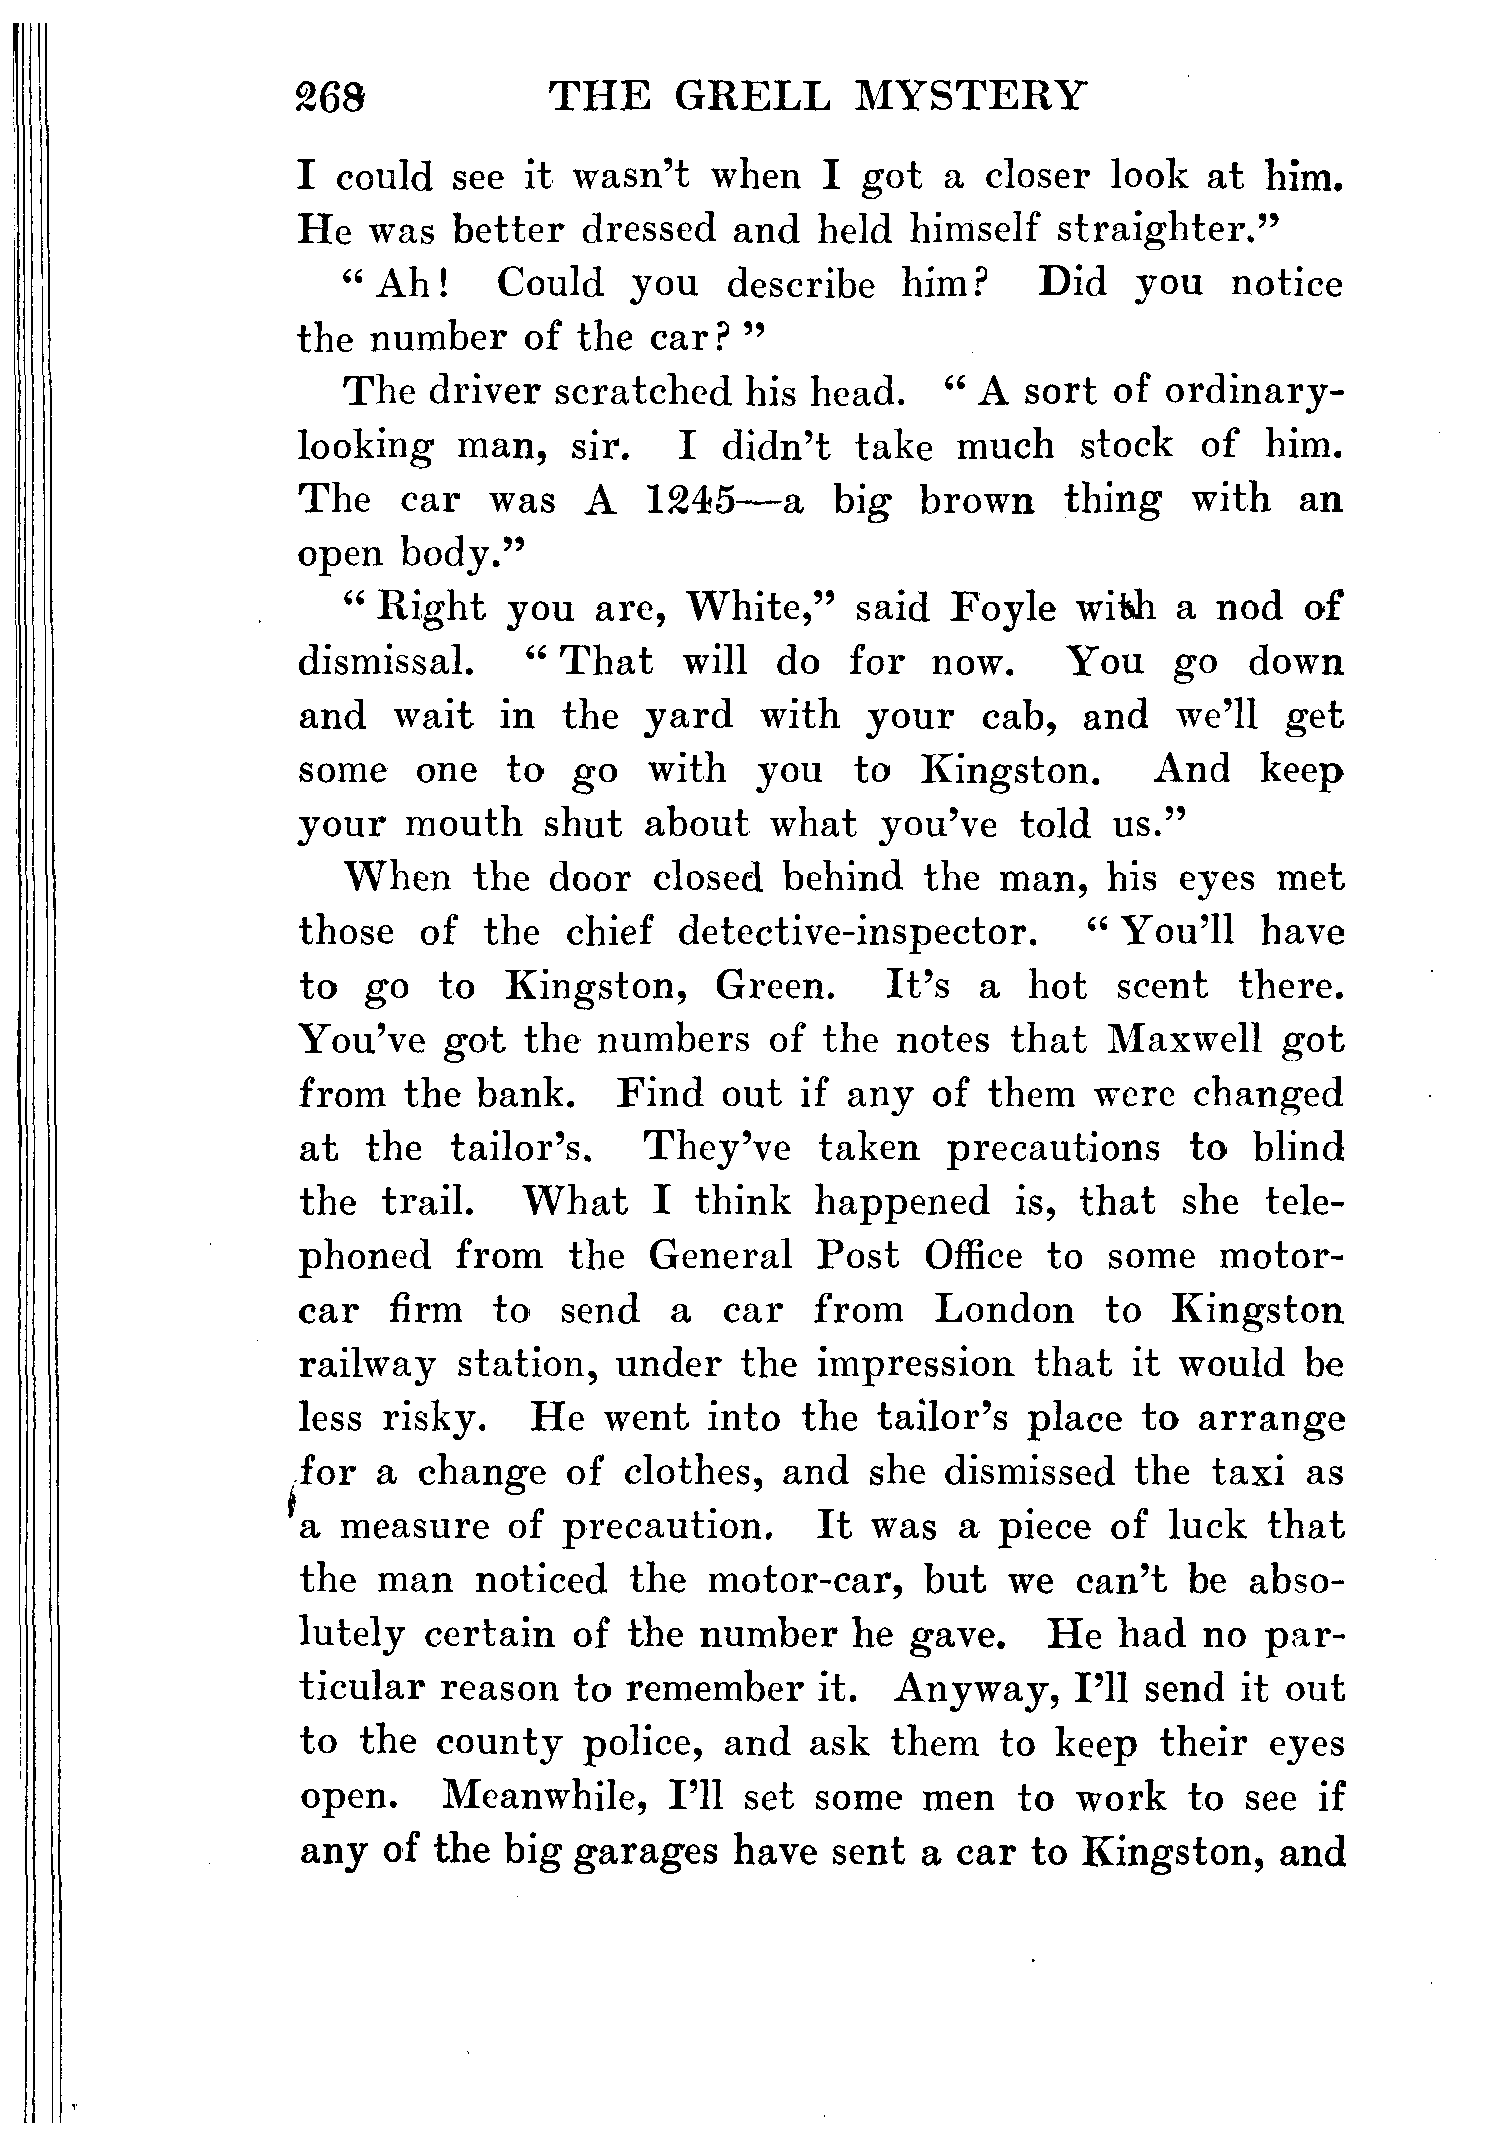 268 THE GRELL MYSTERY
I could see it wasn't when I got a closer look at him.
He was better dressed and held himself straighter."
"Ah! Could you describe him? Did you notice
the number of the car?"
The driver scratched his head. "A sort of ordinary-
looking man, sir. I didn't take much stock of him.
The car was A 1245—a big brown thing with an
open body."
"Right you are, White," said Foyle with a nod of
dismissal. "That will do for now. You go down
and wait in the yard with your cab, and we'll get
some one to go with you to Kingston. And keep
your mouth shut about what you've told us."
When the door closed behind the man, his eyes met
those of the chief detective-inspector. "You'll have
to go to Kingston, Green. It's a hot scent there.
You've got the numbers of the notes that Maxwell got
from the bank. Find out if any of them were changed
at the tailor's. They've taken precautions to blind
the trail. What I think happened is, that she tele-
phoned from the General Post Office to some motor-
car firm to send a car from London to Kingston
railway station, under the impression that it would be
less risky. He went into the tailor's place to arrange
for a change of clothes, and she dismissed the taxi as
a measure of precaution. It was a piece of luck that
the man noticed the motor-car, but we can't be abso-
lutely certain of the number he gave. He had no par-
ticular reason to remember it. Anyway, I'll send it out
to the county police, and ask them to keep their eyes
open. Meanwhile, I'll set some men to work to see if
any of the big garages have sent a car to Kingston, and